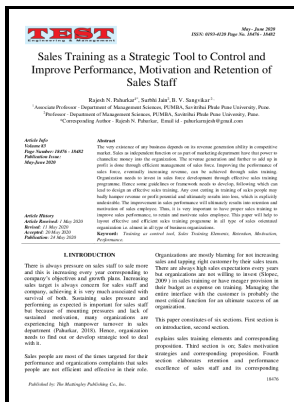 TEST
Engineering & Management
May - June 2020
ISSN: 0193-4120 Page No. 18476 - 18482
Sales Training as a Strategic Tool to Control and
Improve Performance, Motivation and Retention of
Sales Staff
Rajesh N. Pahurkar¹*, Surbhi Jain², B. V. Sangvikar³
¹Associate Professor - Department of Management Sciences, PUMBA, Savitribai Phule Pune University, Pune.
³Professor - Department of Management Sciences, PUMBA, Savitribai Phule Pune University, Pune.
*Corresponding Author - Rajesh N. Pahurkar, Email id - pahurkarrajesh@gmail.com
Article Info
Volume 83
Page Number: 18476 - 18482
Publication Issue:
May-June 2020
Article History
Article Received: 1 May 2020
Revised: 11 May 2020
Accepted: 20 May 2020
Publication: 24 May 2020
Abstract
The very existence of any business depends on its revenue generating ability in competitive
market. Sales as independent function or as part of marketing department have this power to
channelize money into the organization. The revenue generation and further to add up in
profit is done through efficient management of sales force. Improving the performance of
sales force, eventually increasing revenue, can be achieved through sales training.
Organization needs to invest in sales force development through effective sales training
programme. Hence some guidelines or framework needs to develop, following which can
lead to design an effective sales training. Any cost cutting in training of sales people may
badly hamper revenue or profit potential and ultimately results into loss, which is explicitly
noticeable. The improvement in sales performance will ultimately results into retention and
motivation of sales employee. Thus, it is very important to have proper sales training to
improve sales performance, to retain and motivate sales employee. This paper will help to
layout effective and efficient sales training programme in all type of sales orientated
organization i.e. almost in all type of business organizations.
Keyword: Training as control tool, Sales Training Elements, Retention, Motivation,
Performance.
I. INTRODUCTION
There is always pressure on sales staff to sale more
and this is increasing every year corresponding to
company's objectives and growth plans. Increasing
sales target is always concern for sales staff and
company, achieving it is very much associated with
survival of both. Sustaining sales pressure and
performing as expected is important for sales staff
but because of mounting pressures and lack of
sustained motivation, many organizations are
experiencing high manpower turnover in sales
department (Pahurkar, 2018). Hence, organization
needs to find out or develop strategic tool to deal
with it.
Sales people are most of the times targeted for their
performance and organizations complaints that sales
people are not efficient and effective in their role.
Organizations are mostly blaming for not increasing
sales and tapping right customer by their sales team.
There are always high sales expectations every years
but organizations are not willing to invest (Slopec,
2009 ) in sales training or have meager provision in
their budget as expense on training. Managing the
entire interface with the customer is probably the
most critical function for an ultimate success of an
organization.
This paper constitutes of six sections. First section is
on introduction, second section.
explains sales training elements and corresponding
proposition. Third section is on; Sales motivation
strategies and corresponding proposition. Fourth
section elaborates retention and performance
excellence of sales staff and its corresponding
18476
Published by: The Mattingley Publishing Co., Inc.